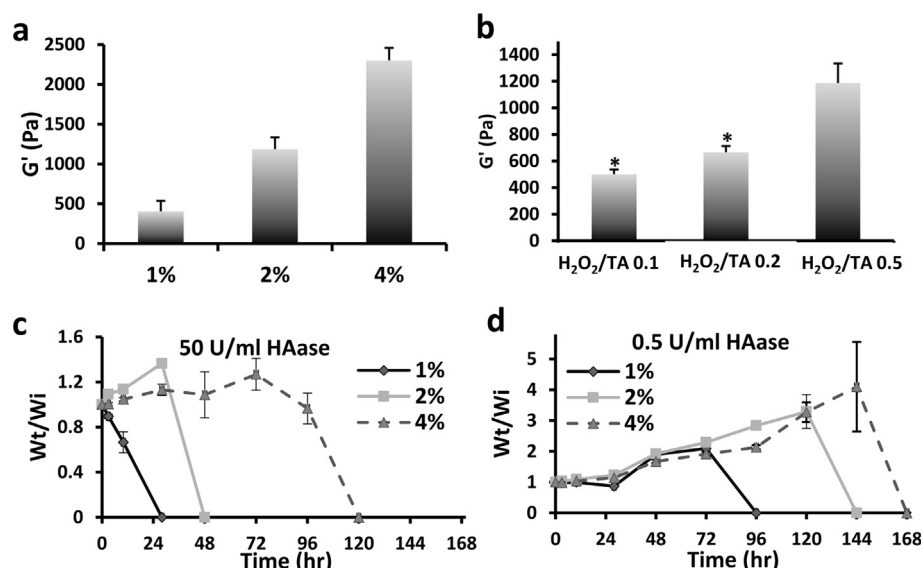 a
2500
2000
1500
1000
500
0
G' (Pa)
1%
2%
4%
b
1400
1200
1000
800
600
400
200
0
G' (Pa)
*
*
H₂O₂/TA 0.1
H₂O₂/TA 0.2
H₂O₂/TA 0.5
c
50 U/ml HAase
1.6
1.2
0.8
0.4
0
Wt/Wi
1%
2%
4%
0 24 48 72 96 120 144 168
Time (hr)
d
0.5 U/ml HAase
5
4
3
2
1
0
Wt/Wi
1%
2%
4%
0 24 48 72 96 120 144 168
Time (hr)